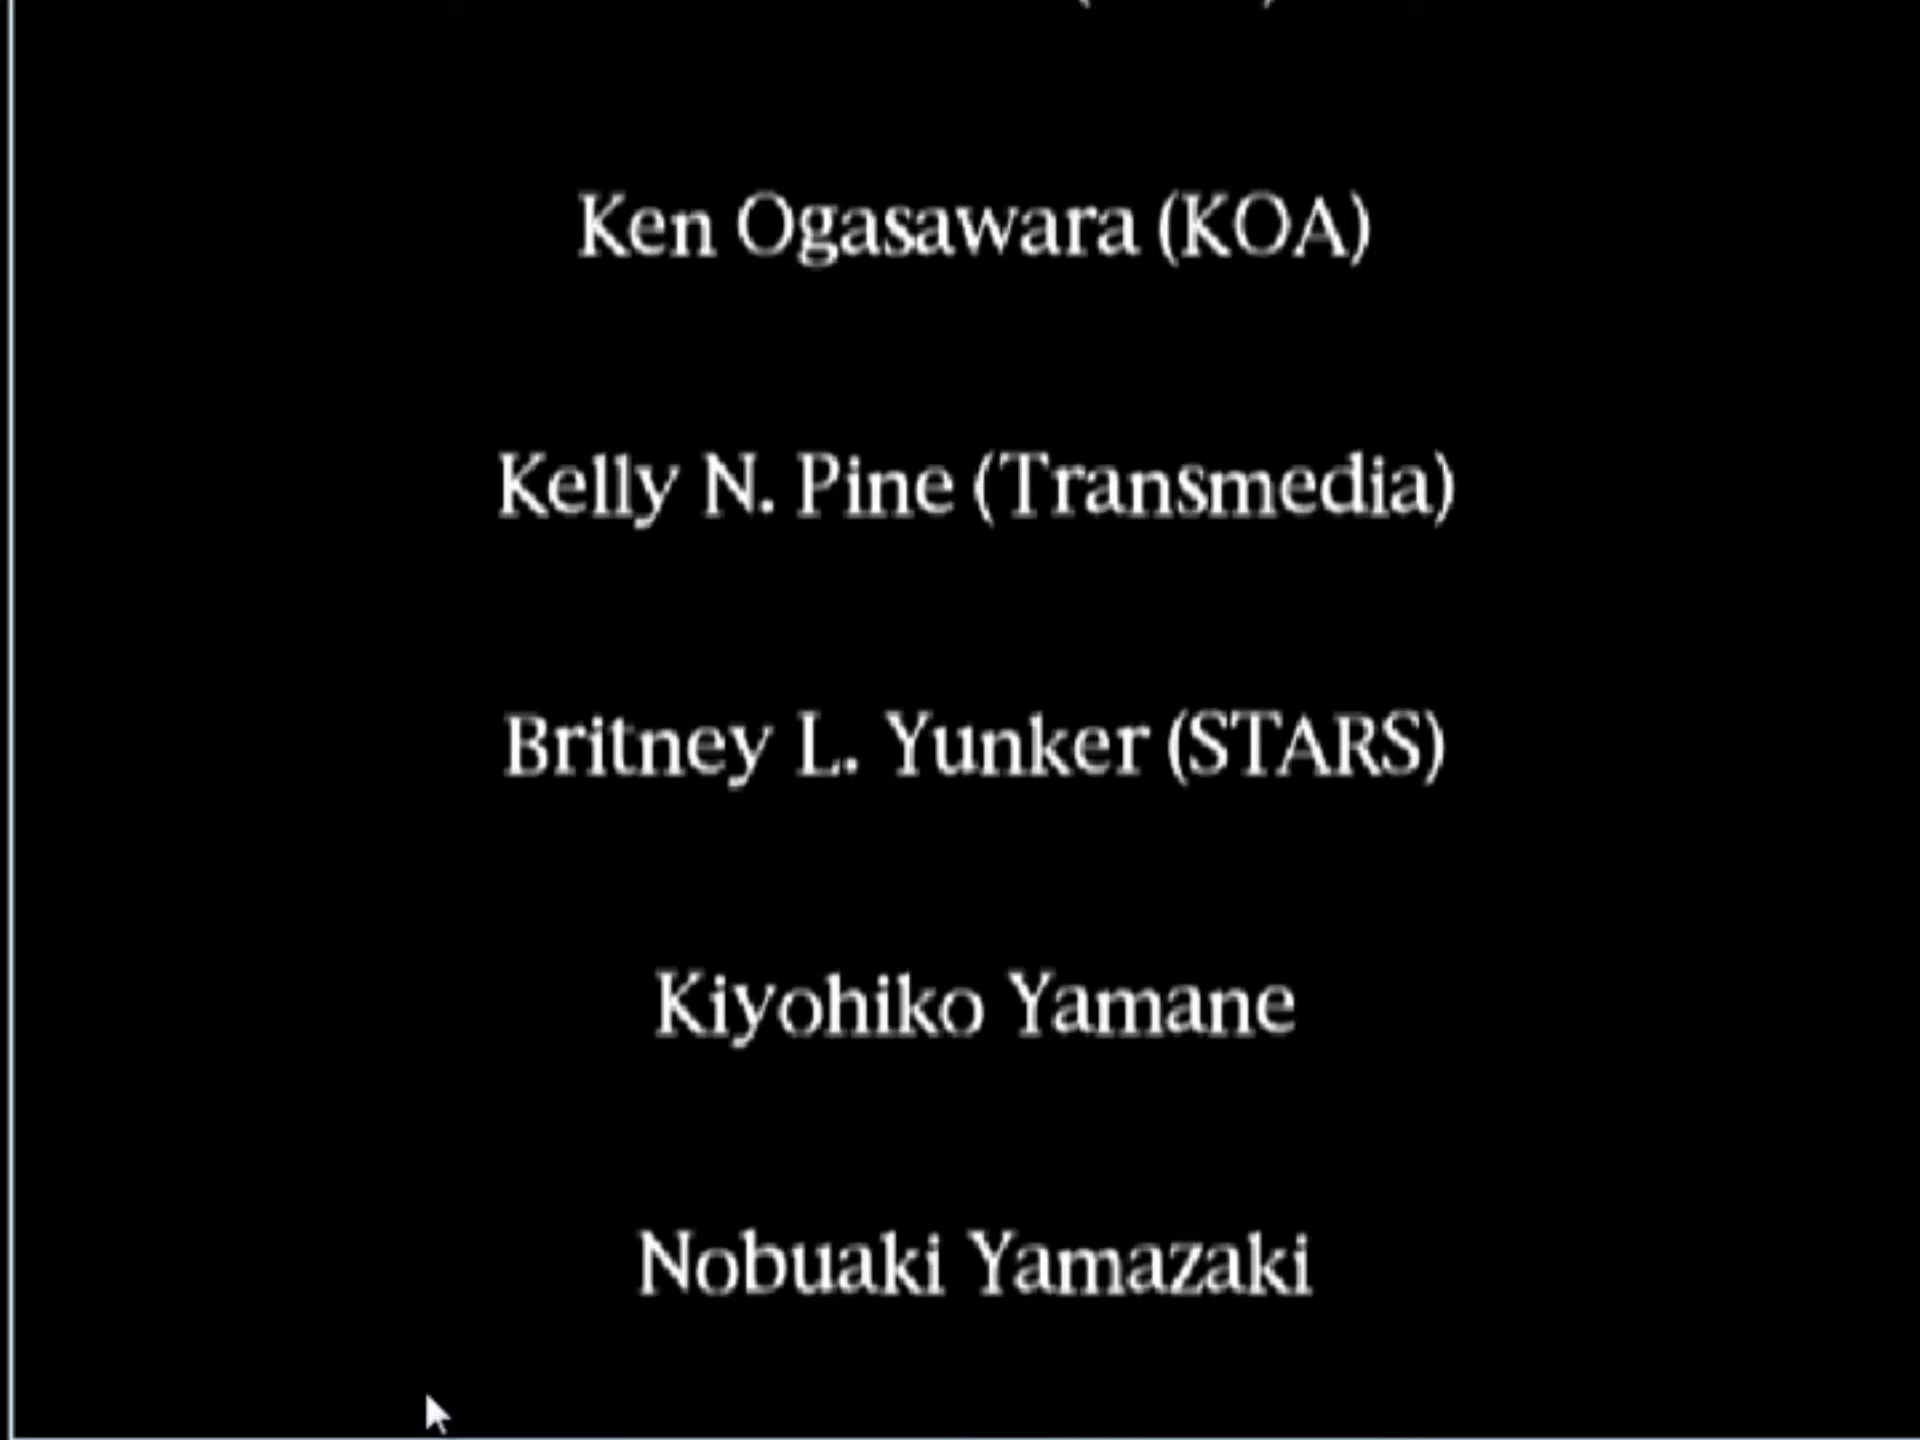 Ken Ogasawara (KOA)
Kelly N. Pine (Transmedia)
Britney L. Yunker (STARS)
Kiyohiko Yamane
Nobuaki Yamazaki